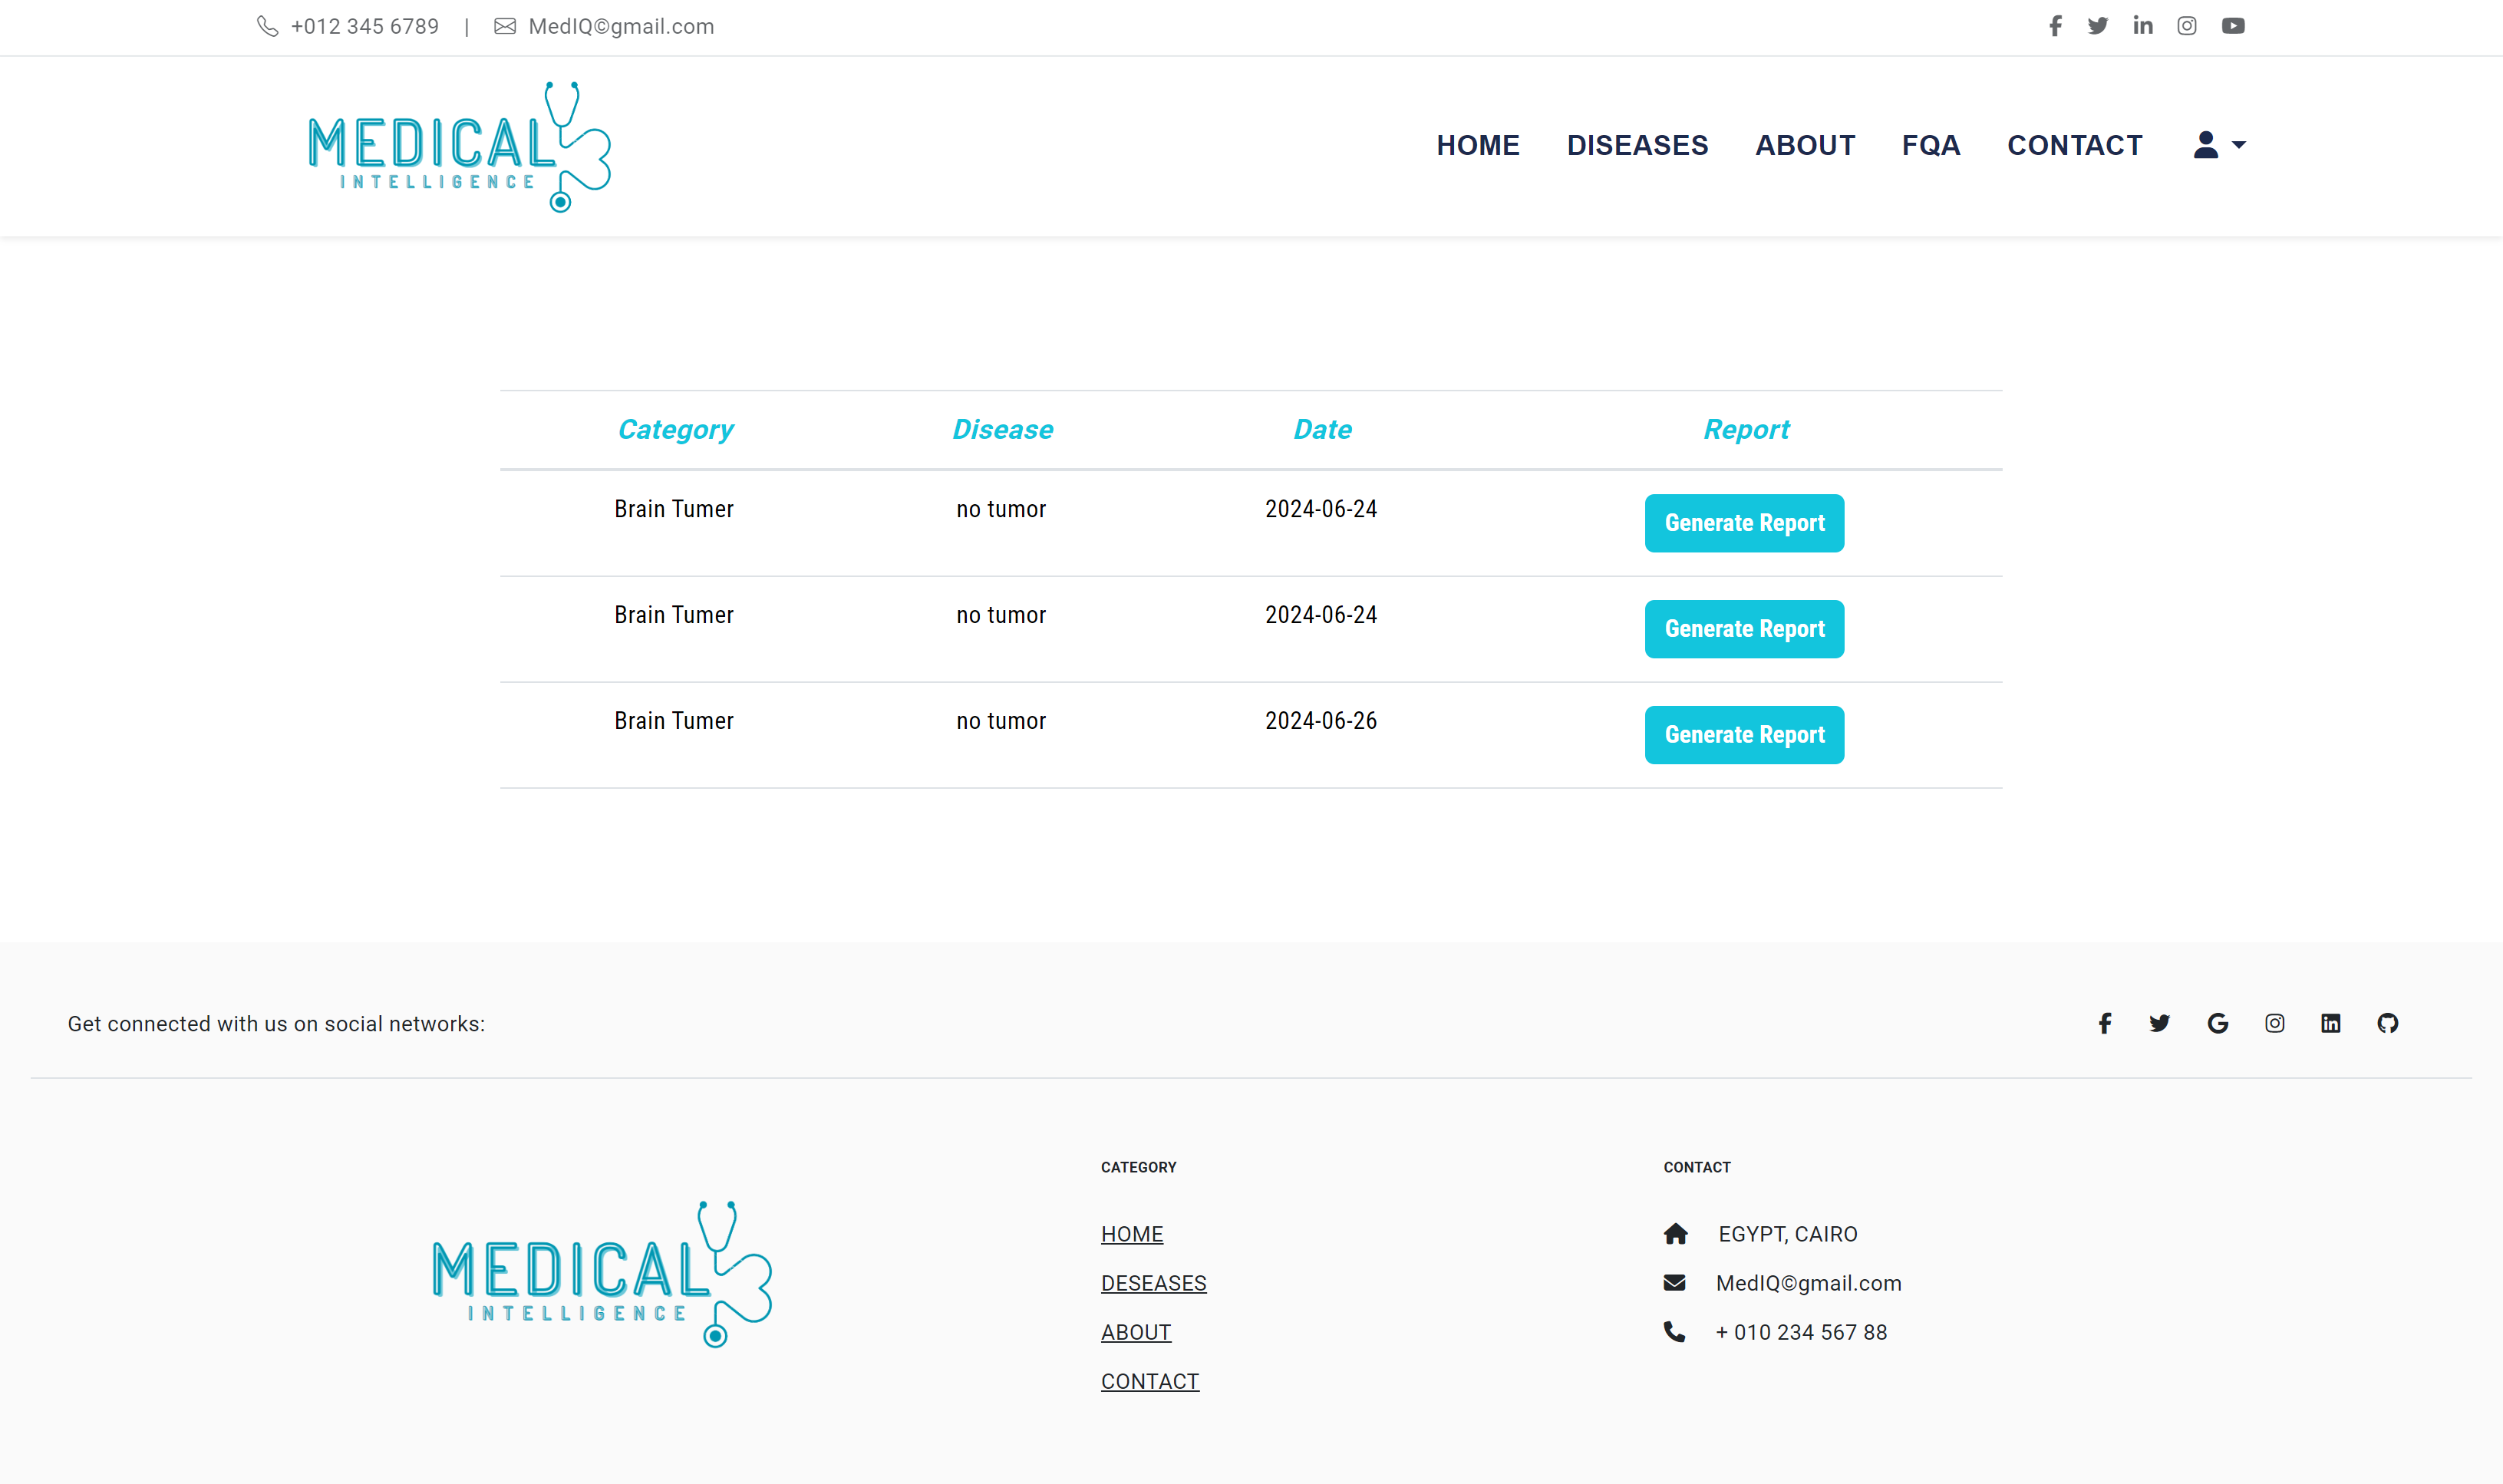 +012 345 6789 | MedIQ©gmail.com
MEDICAL
INTELLIGENCE
HOME DISEASES ABOUT FQA CONTACT
Category Disease Date Report
Brain Tumer no tumor 2024-06-24 Generate Report
Brain Tumer no tumor 2024-06-24 Generate Report
Brain Tumer no tumor 2024-06-26 Generate Report
Get connected with us on social networks:
MEDICAL
INTELLIGENCE
CATEGORY
HOME
DESEASES
ABOUT
CONTACT
CONTACT
EGYPT, CAIRO
MedIQ©gmail.com
+ 010 234 567 88